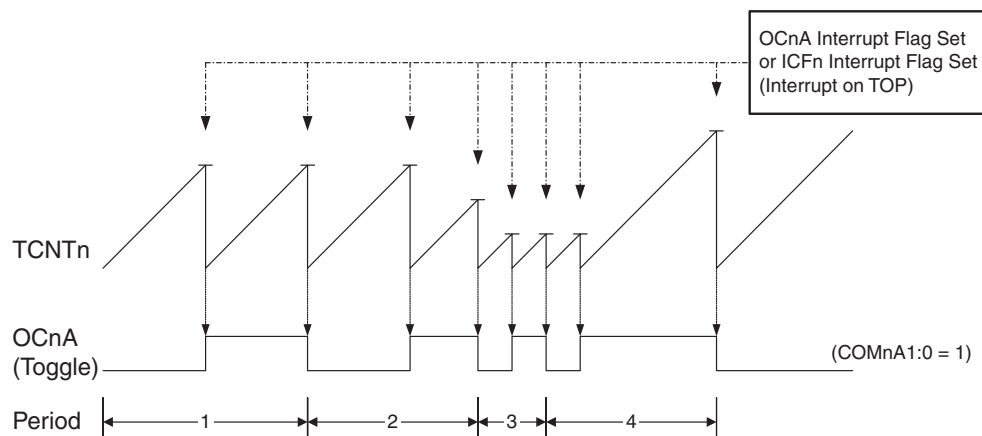 OCnA Interrupt Flag Set
or ICFn Interrupt Flag Set
(Interrupt on TOP)
TCNTn
OCnA
(Toggle)
(COMnA1:0 = 1)
Period
1
2
3
4